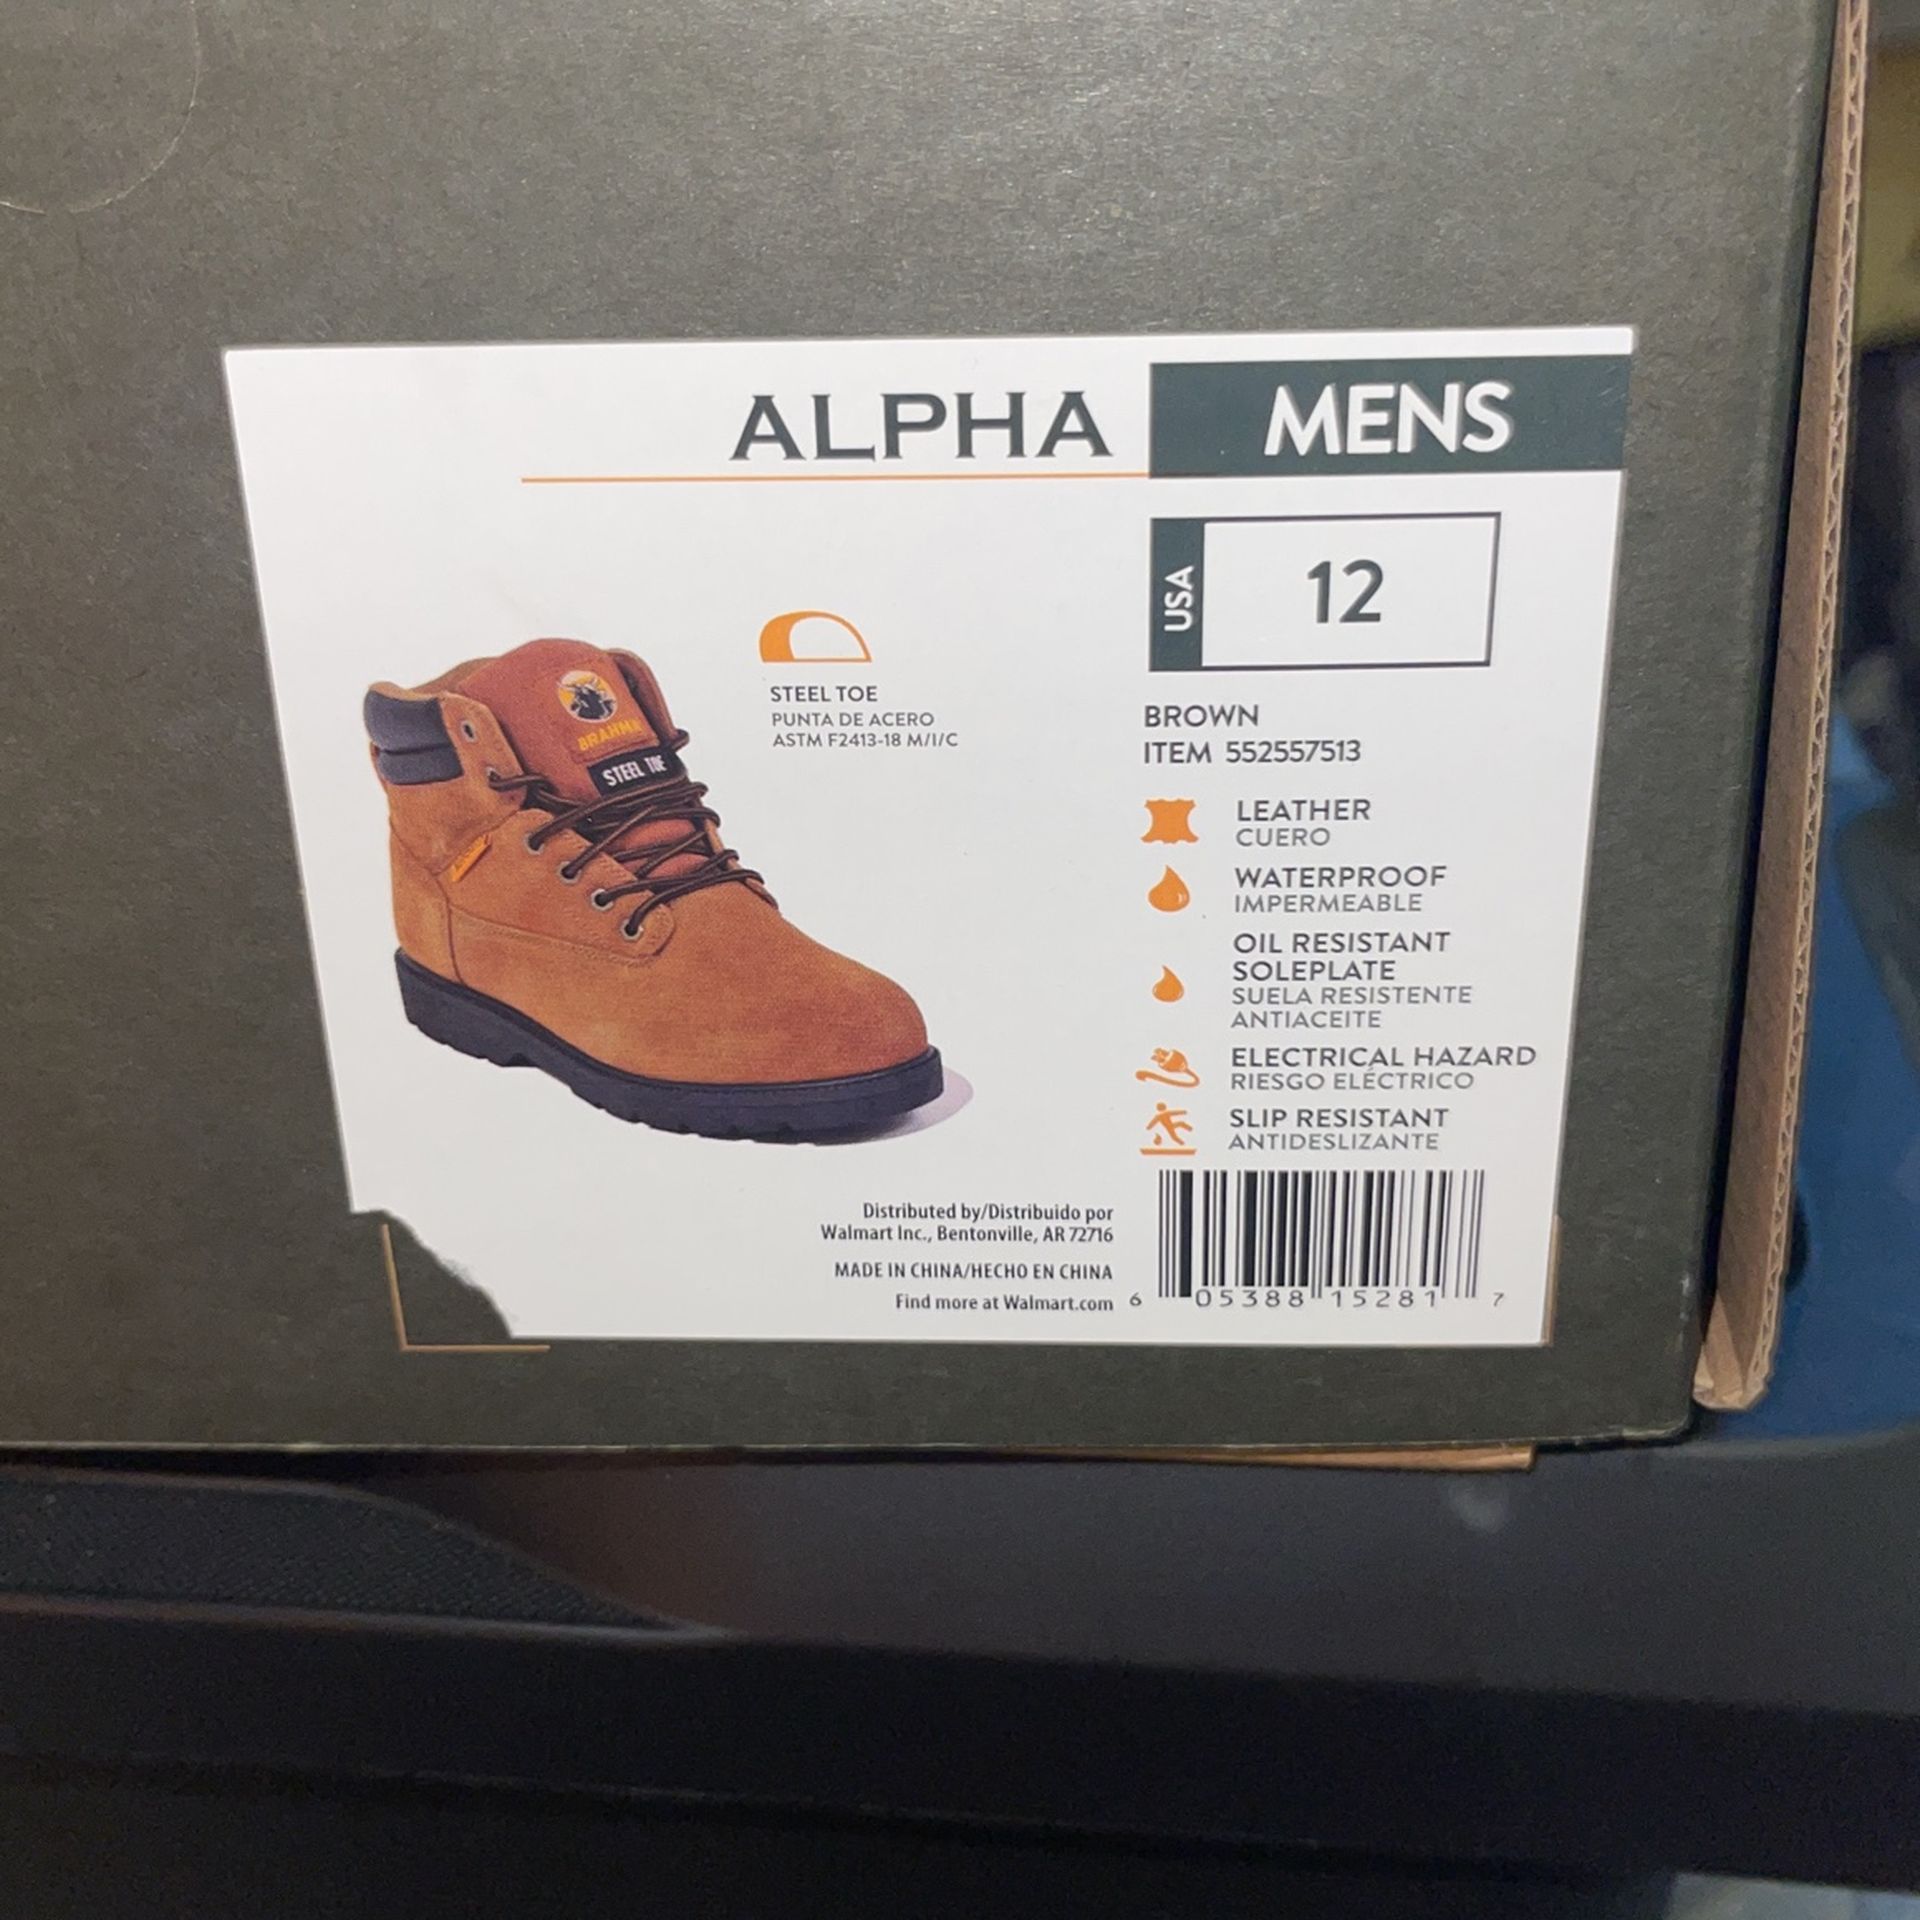 ALPHA MENS
USA 12
STEEL TOE
PUNTA DE ACERO
ASTM F2413-18 M/I/C
BRAHMA
STEEL TOE
BROWN
ITEM 552557513
LEATHER
CUERO
WATERPROOF
IMPERMEABLE
OIL RESISTANT
SOLEPLATE
SUELA RESISTENTE
ANTIACEITE
ELECTRICAL HAZARD
RIESGO ELÉCTRICO
SLIP RESISTANT
ANTIDESLIZANTE
Distributed by/Distribuido por
Walmart Inc., Bentonville, AR 72716
MADE IN CHINA/HECHO EN CHINA
Find more at Walmart.com
6 05388 15281 7